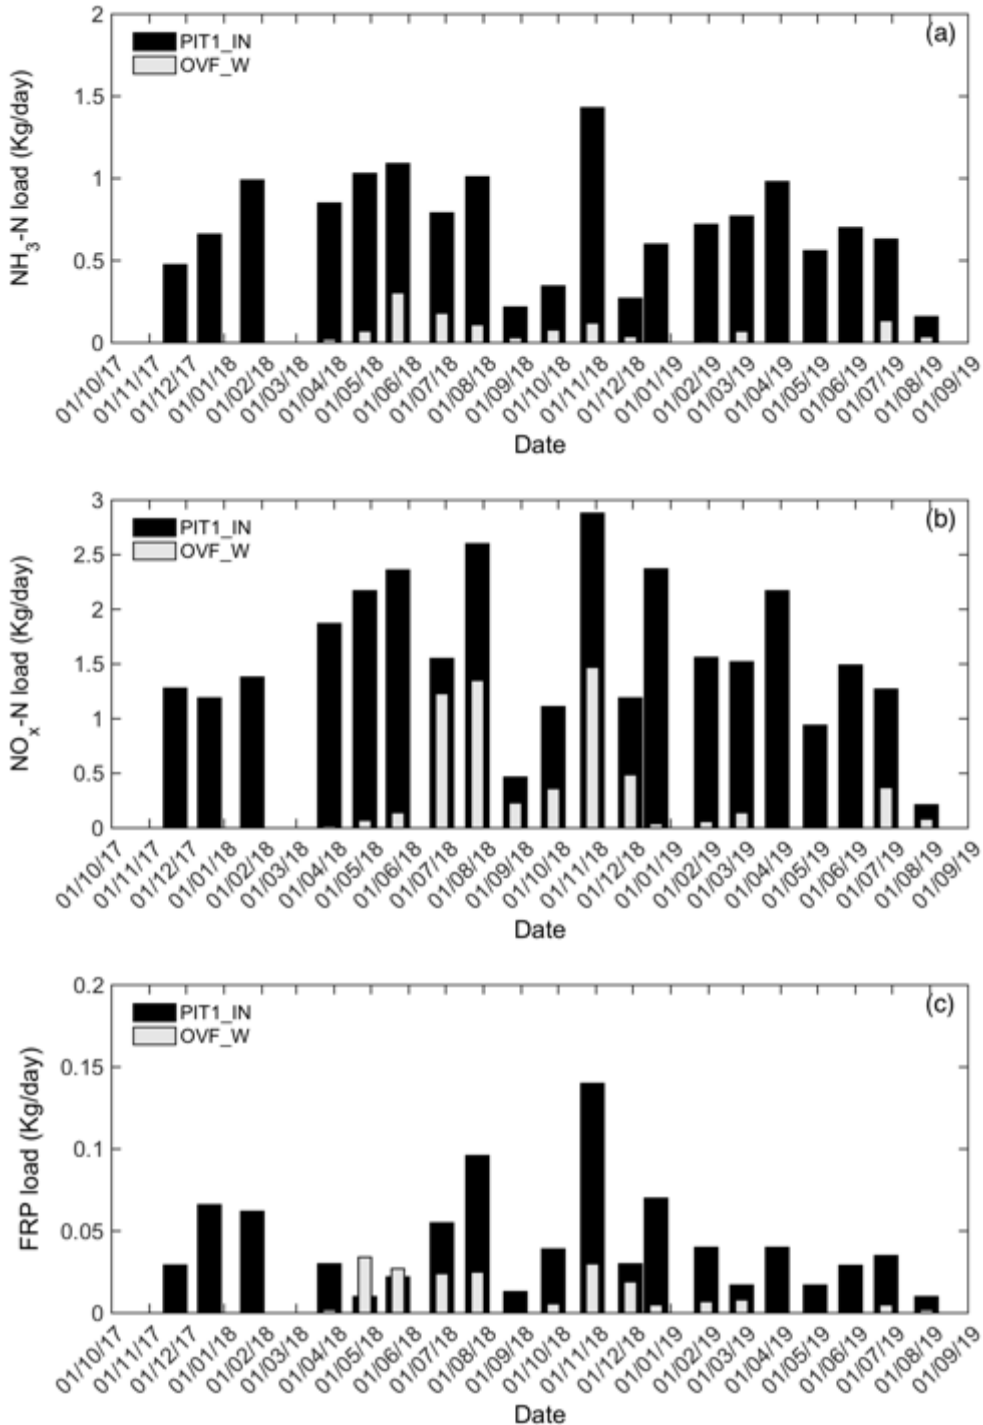 (a)
PIT1_IN
OVF_W
NH3-N load (Kg/day)
2
1.5
1
0.5
0
01/10/17 01/11/17 01/12/17 01/01/18 01/02/18 01/03/18 01/04/18 01/05/18 01/06/18 01/07/18 01/08/18 01/09/18 01/10/18 01/11/18 01/12/18 01/01/19 01/02/19 01/03/19 01/04/19 01/05/19 01/06/19 01/07/19 01/08/19 01/09/19
Date
(b)
PIT1_IN
OVF_W
NOx-N load (Kg/day)
3
2.5
2
1.5
1
0.5
0
01/10/17 01/11/17 01/12/17 01/01/18 01/02/18 01/03/18 01/04/18 01/05/18 01/06/18 01/07/18 01/08/18 01/09/18 01/10/18 01/11/18 01/12/18 01/01/19 01/02/19 01/03/19 01/04/19 01/05/19 01/06/19 01/07/19 01/08/19 01/09/19
Date
(c)
PIT1_IN
OVF_W
FRP load (Kg/day)
0.2
0.15
0.1
0.05
0
01/10/17 01/11/17 01/12/17 01/01/18 01/02/18 01/03/18 01/04/18 01/05/18 01/06/18 01/07/18 01/08/18 01/09/18 01/10/18 01/11/18 01/12/18 01/01/19 01/02/19 01/03/19 01/04/19 01/05/19 01/06/19 01/07/19 01/08/19 01/09/19
Date